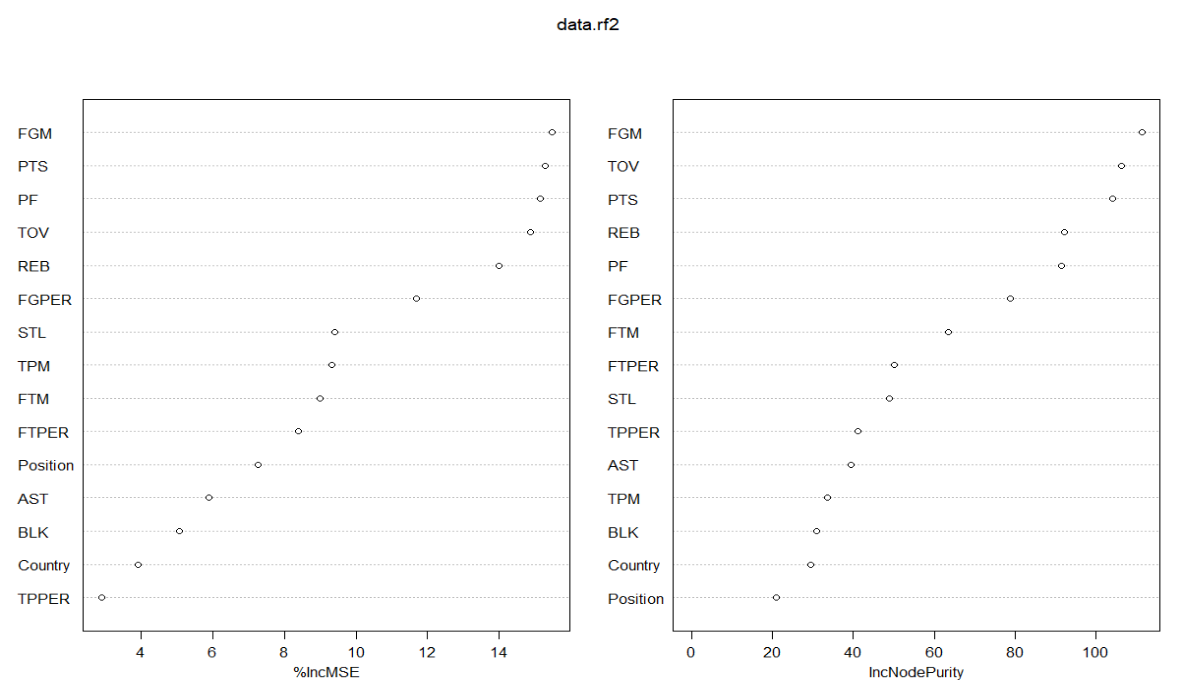 data.rf2
FGM
PTS
PF
TOV
REB
FGPER
STL
TPM
FTM
FTPER
Position
AST
BLK
Country
TPPER
4 6 8 10 12 14
%IncMSE
FGM
TOV
PTS
REB
PF
FGPER
FTM
FTPER
STL
TPPER
AST
TPM
BLK
Country
Position
0 20 40 60 80 100
IncNodePurity